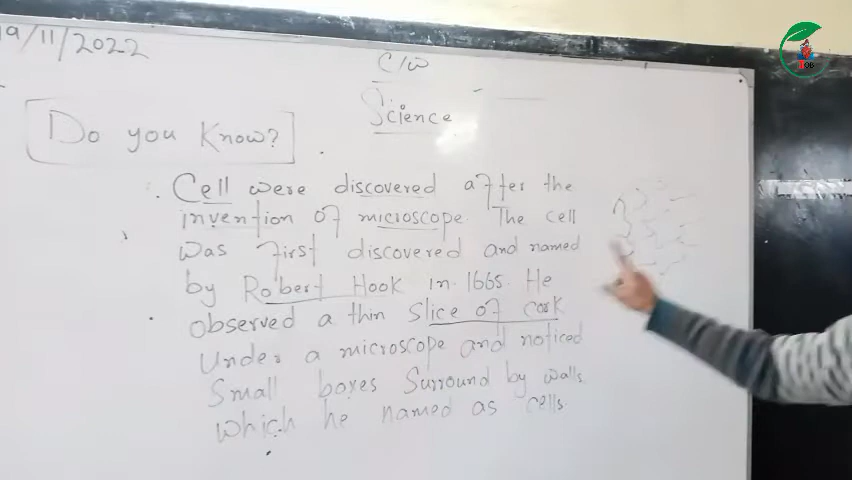 19/11/2022
C/W
Science
Do you Know?
Cell were discovered after the
invention of microscope. The cell
was first discovered and named
by Robert Hook in 1665. He
observed a thin slice of cork
Under a microscope and noticed
Small boxes Surround by walls
which he named as cells.
TOB